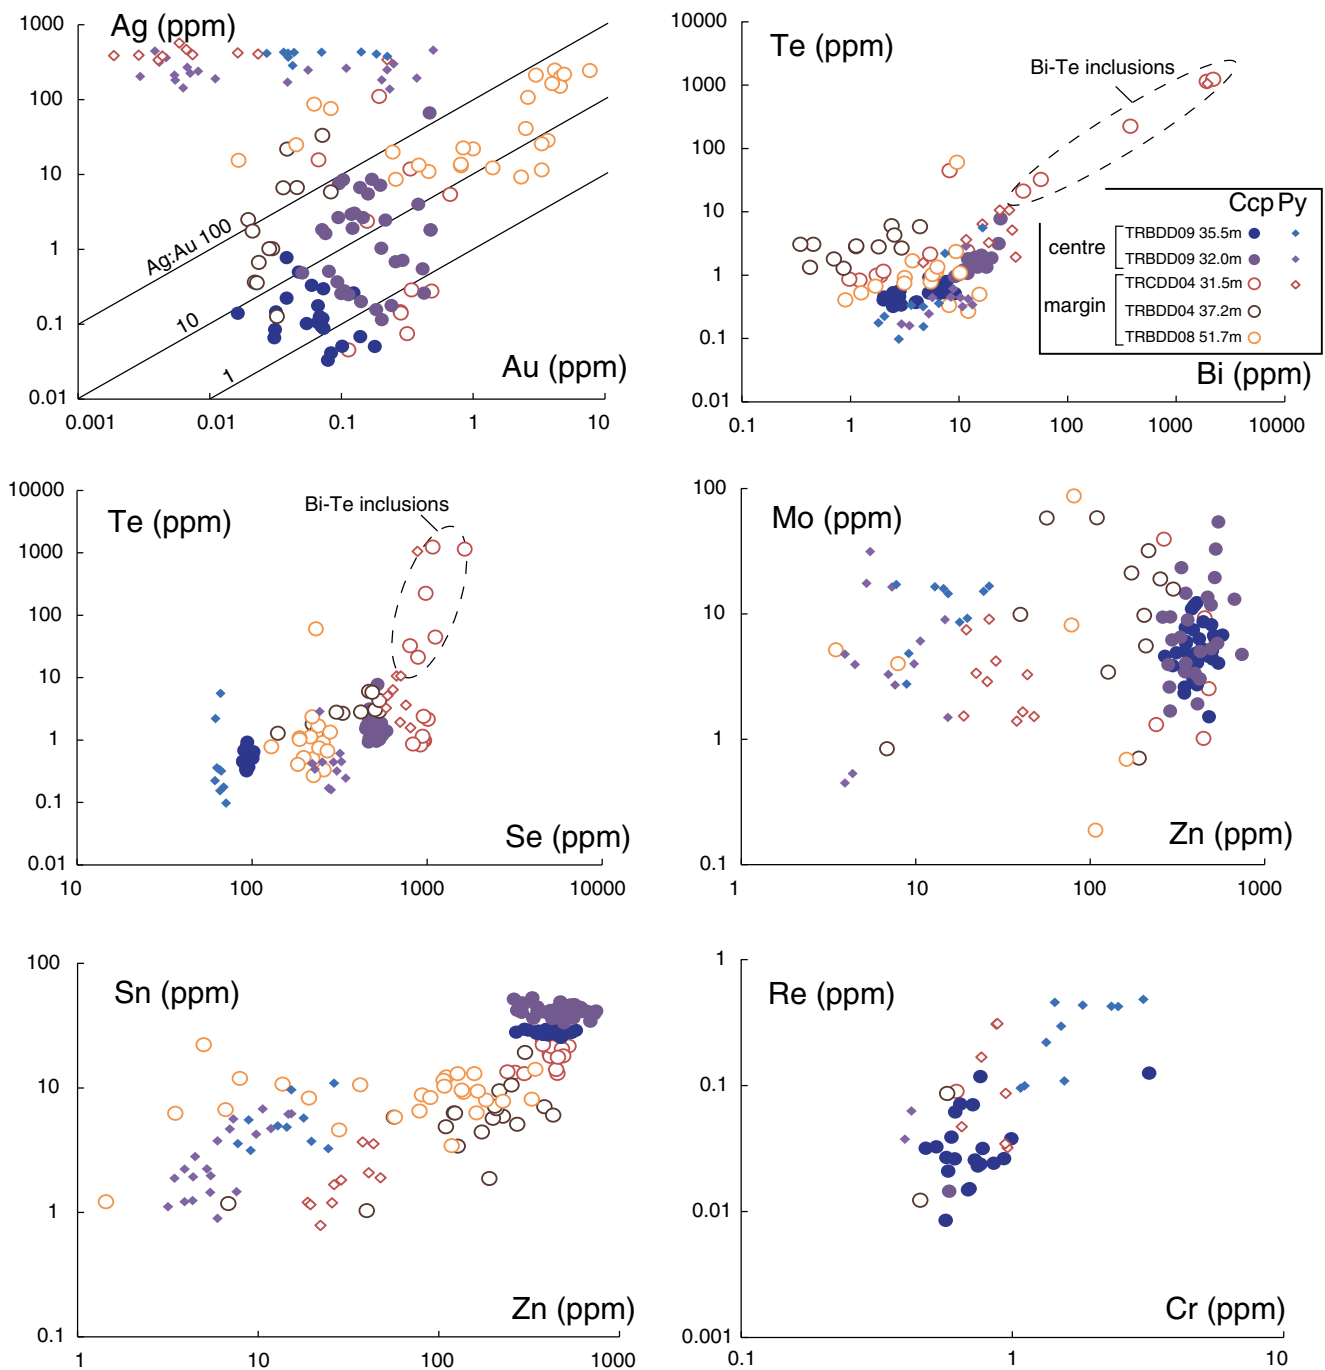 Ag (ppm)
1000
100
10
1
0.1
0.01
Ag:Au 100
10
1
Au (ppm)
0.001
0.01
0.1
1
10
Te (ppm)
10000
1000
100
10
1
0.1
0.01
Bi-Te inclusions
Ccp Py
centre
TRBDD09 35.5m
TRBDD09 32.0m
margin
TRCDD04 31.5m
TRBDD04 37.2m
TRBDD08 51.7m
Bi (ppm)
0.1
1
10
100
1000
10000
Te (ppm)
10000
1000
100
10
1
0.1
0.01
Bi-Te inclusions
Se (ppm)
10
100
1000
10000
Mo (ppm)
100
10
1
0.1
Zn (ppm)
1
10
100
1000
Sn (ppm)
100
10
1
0.1
Zn (ppm)
1
10
100
1000
Re (ppm)
1
0.1
0.01
0.001
Cr (ppm)
0.1
1
10